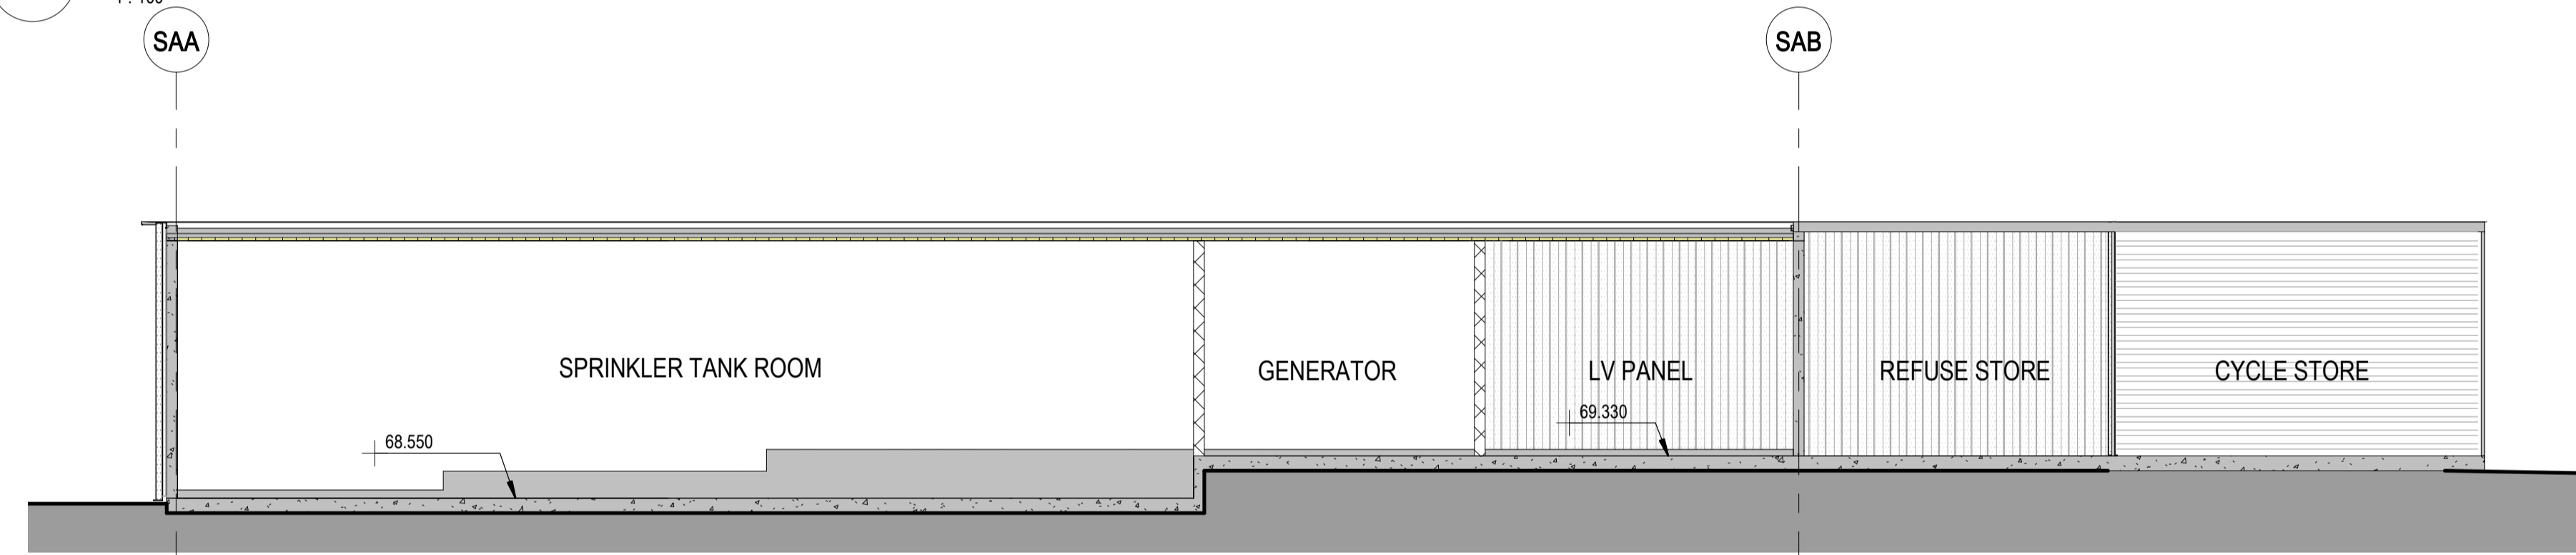 SAA
SAB
SPRINKLER TANK ROOM
GENERATOR
LV PANEL
REFUSE STORE
CYCLE STORE
69.330
68.550